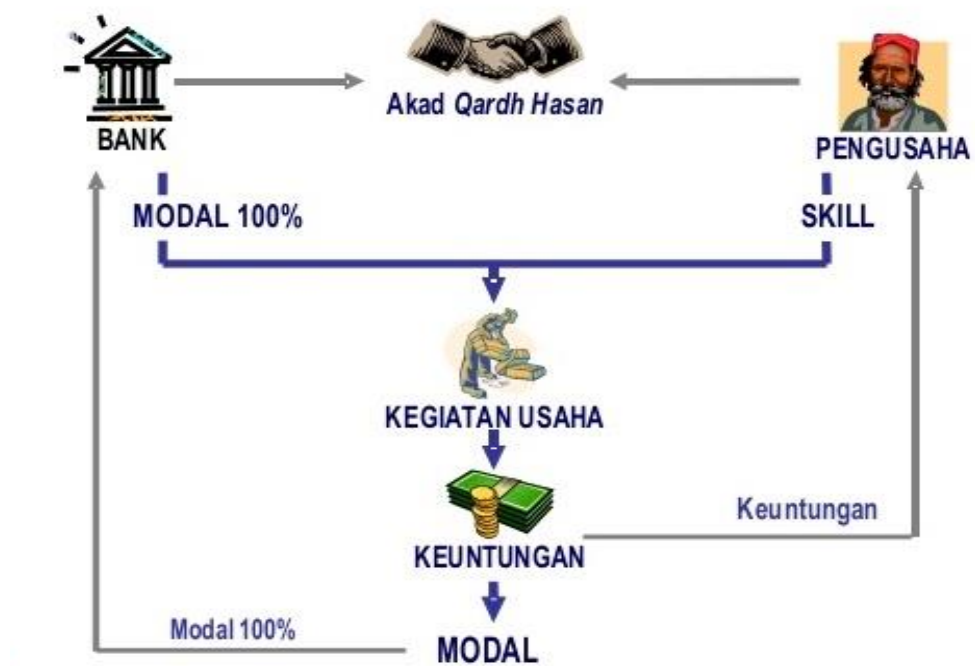 Akad Qardh Hasan
BANK
PENGUSAHA
MODAL 100%
SKILL
KEGIATAN USAHA
Keuntungan
KEUNTUNGAN
Modal 100%
MODAL